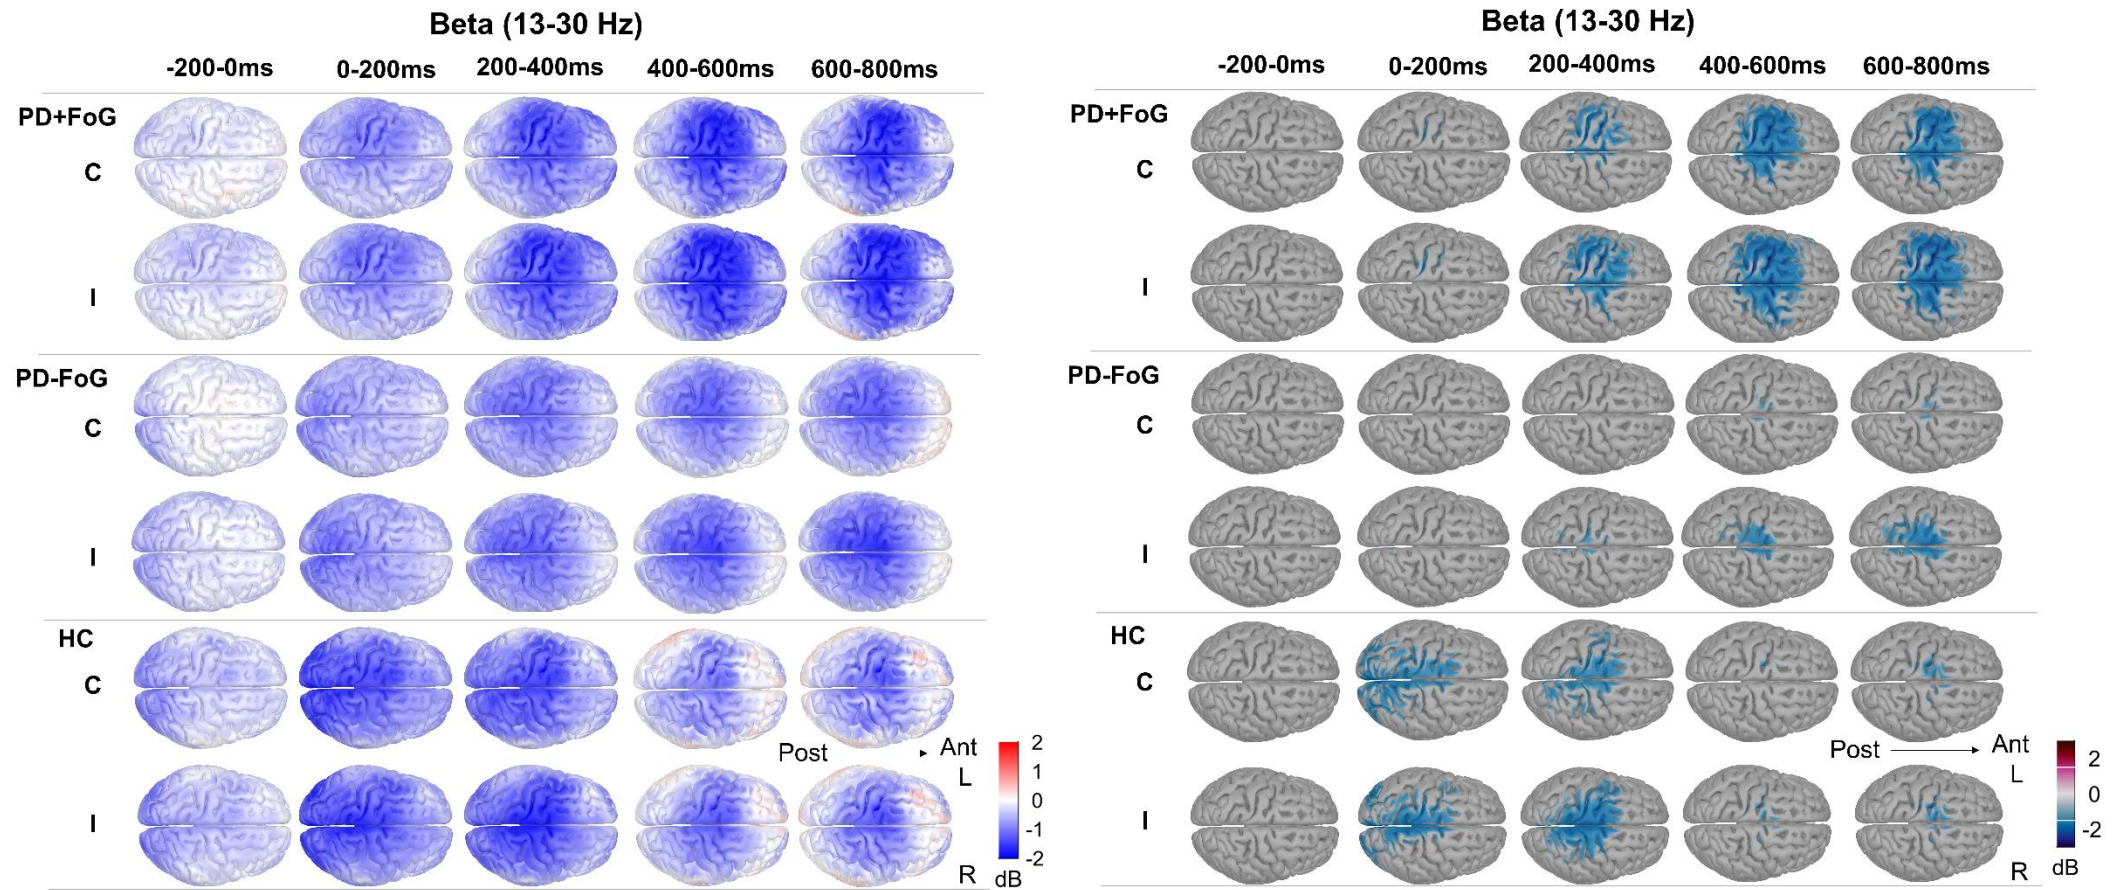 Beta (13-30 Hz)
-200-0ms 0-200ms 200-400ms 400-600ms 600-800ms
PD+FoG
C
I
PD-FoG
C
I
HC
C
Post Ant
L
I
R
2
1
0
-1
-2
dB
Beta (13-30 Hz)
-200-0ms 0-200ms 200-400ms 400-600ms 600-800ms
PD+FoG
C
I
PD-FoG
C
I
HC
C
Post Ant
L
I
R
2
0
-2
dB